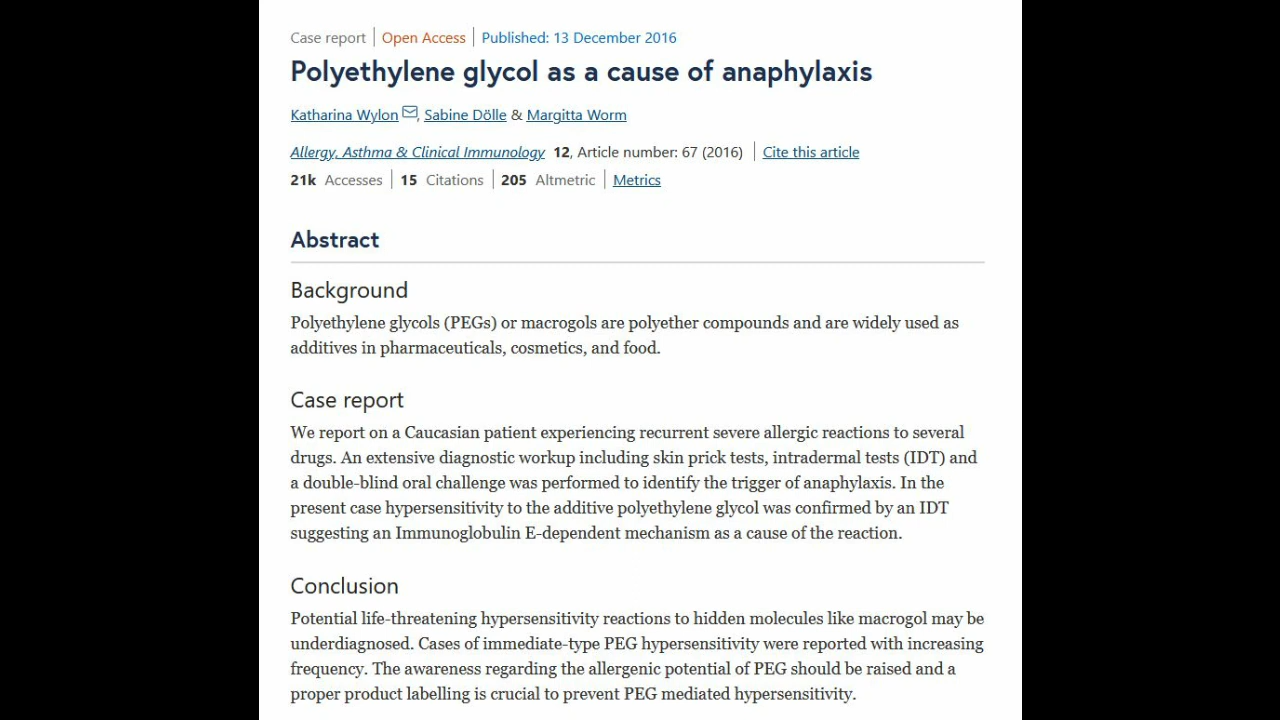 Case report | Open Access | Published: 13 December 2016
Polyethylene glycol as a cause of anaphylaxis
Katharina Wylon, Sabine Dölle & Margitta Worm
Allergy, Asthma & Clinical Immunology 12, Article number: 67 (2016) | Cite this article
21k Accesses | 15 Citations | 205 Altmetric | Metrics
Abstract
Background
Polyethylene glycols (PEGs) or macrogols are polyether compounds and are widely used as
additives in pharmaceuticals, cosmetics, and food.
Case report
We report on a Caucasian patient experiencing recurrent severe allergic reactions to several
drugs. An extensive diagnostic workup including skin prick tests, intradermal tests (IDT) and
a double-blind oral challenge was performed to identify the trigger of anaphylaxis. In the
present case hypersensitivity to the additive polyethylene glycol was confirmed by an IDT
suggesting an Immunoglobulin E-dependent mechanism as a cause of the reaction.
Conclusion
Potential life-threatening hypersensitivity reactions to hidden molecules like macrogol may be
underdiagnosed. Cases of immediate-type PEG hypersensitivity were reported with increasing
frequency. The awareness regarding the allergenic potential of PEG should be raised and a
proper product labelling is crucial to prevent PEG mediated hypersensitivity.